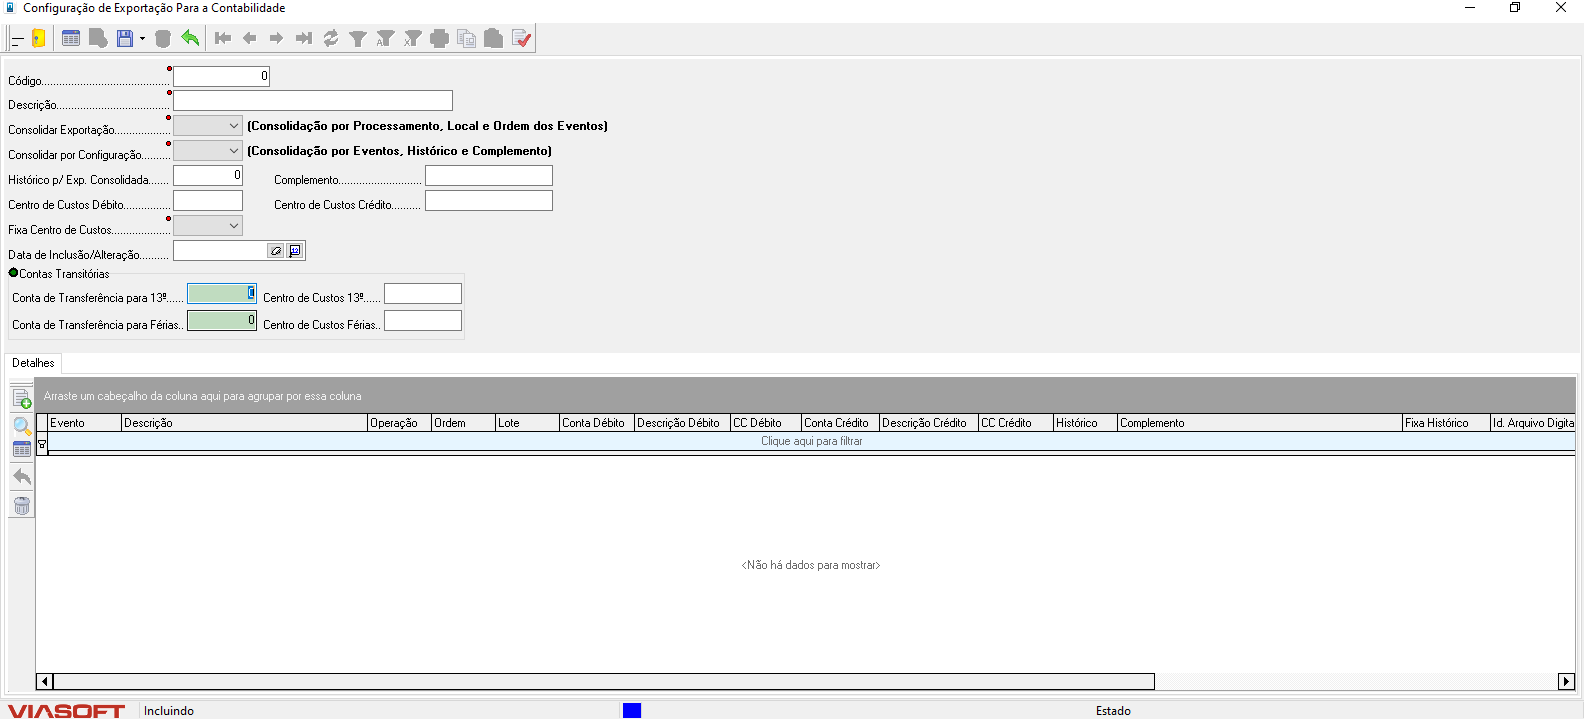 Configuração de Exportação Para a Contabilidade
Código........................................... 0
Descrição......................................
Consolidar Exportação................... (Consolidação por Processamento, Local e Ordem dos Eventos)
Consolidar por Configuração.......... (Consolidação por Eventos, Histórico e Complemento)
Histórico p/ Exp. Consolidada....... 0 Complemento............................
Centro de Custos Débito................ Centro de Custos Crédito..........
Fixa Centro de Custos....................
Data de Inclusão/Alteração.......... 12
Contas Transitórias
Conta de Transferência para 13º...... 0 Centro de Custos 13º......
Conta de Transferência para Férias.. 0 Centro de Custos Férias..
Detalhes
Arraste um cabeçalho da coluna aqui para agrupar por essa coluna
Evento Descrição Operação Ordem Lote Conta Débito Descrição Débito CC Débito Conta Crédito Descrição Crédito CC Crédito Histórico Complemento Fixa Histórico Id. Arquivo Digita
Clique aqui para filtrar
<Não há dados para mostrar>
VIASOFT Incluindo Estado